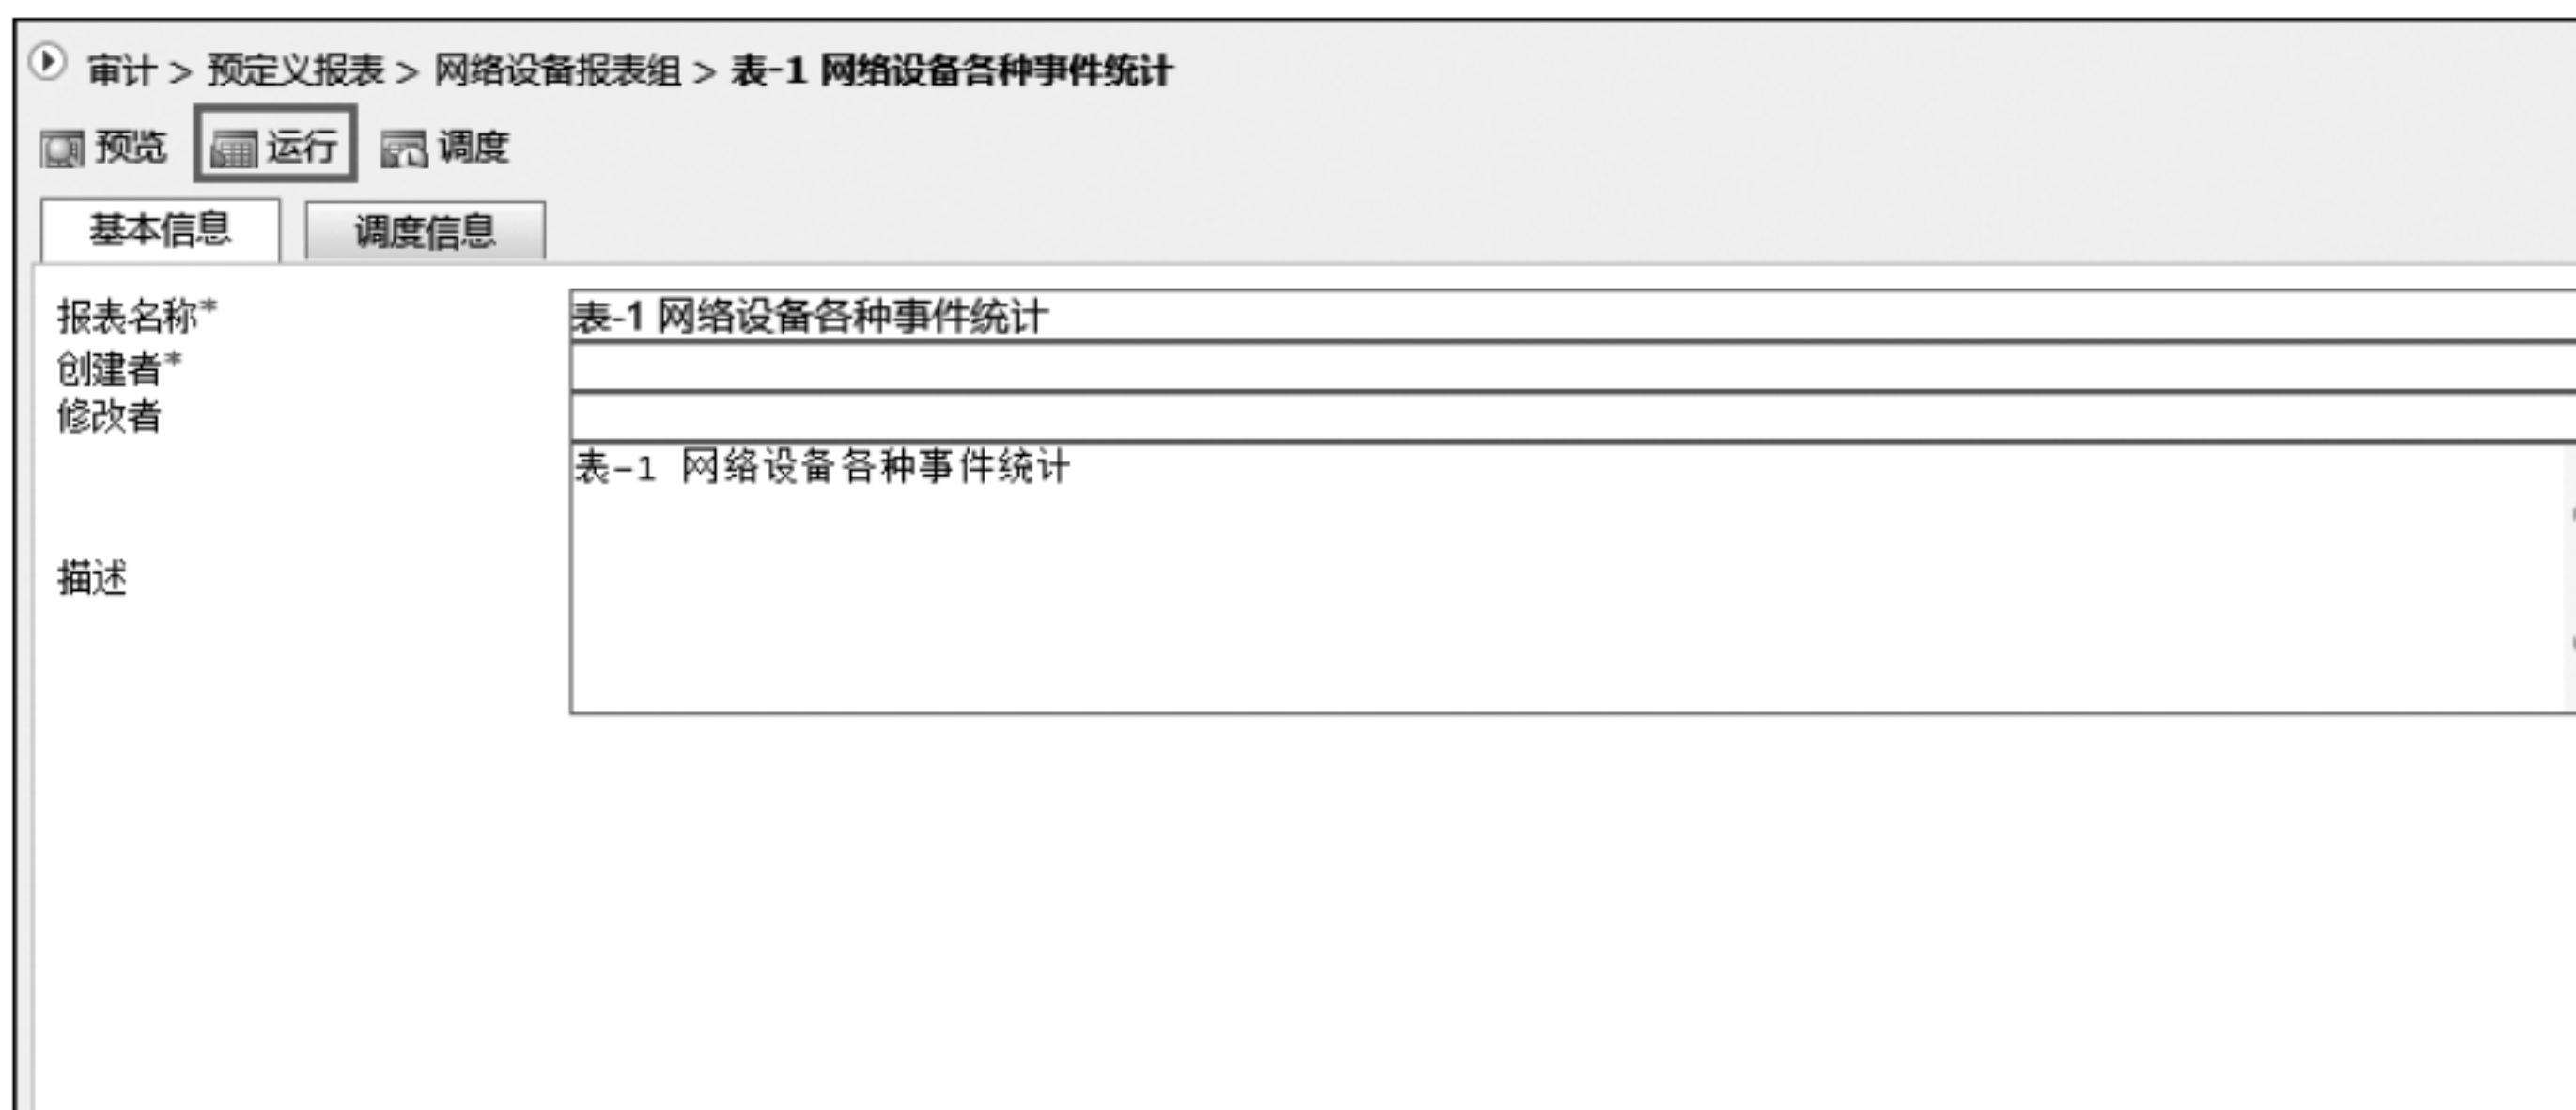 审计 > 预定义报表 > 网络设备报表组 > 表-1 网络设备各种事件统计
预览 运行 调度
基本信息 调度信息
报表名称* 表-1 网络设备各种事件统计
创建者*
修改者
表-1 网络设备各种事件统计
描述